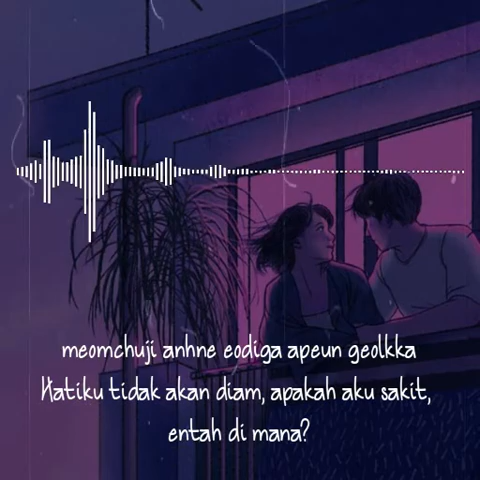 meomchuji anhne eodiga apeun geolkka
Hatiku tidak akan diam, apakah aku sakit,
entah di mana?